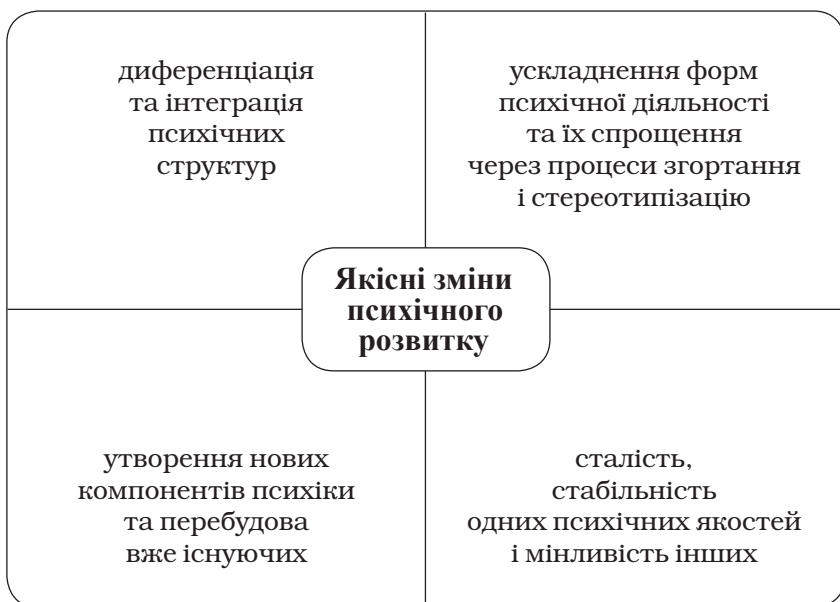 диференціація
та інтеграція
психічних
структур
ускладнення форм
психічної діяльності
та їх спрощення
через процеси згортання
і стереотипізацію
Якісні зміни
психічного
розвитку
утворення нових
компонентів психіки
та перебудова
вже існуючих
сталість,
стабільність
одних психічних якостей
і мінливість інших